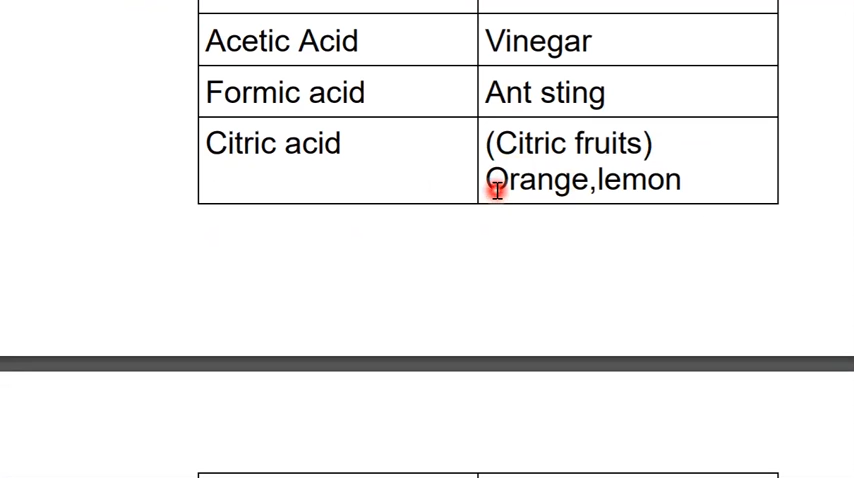 Acetic Acid
Vinegar
Formic acid
Ant sting
Citric acid
(Citric fruits)
Orange,lemon